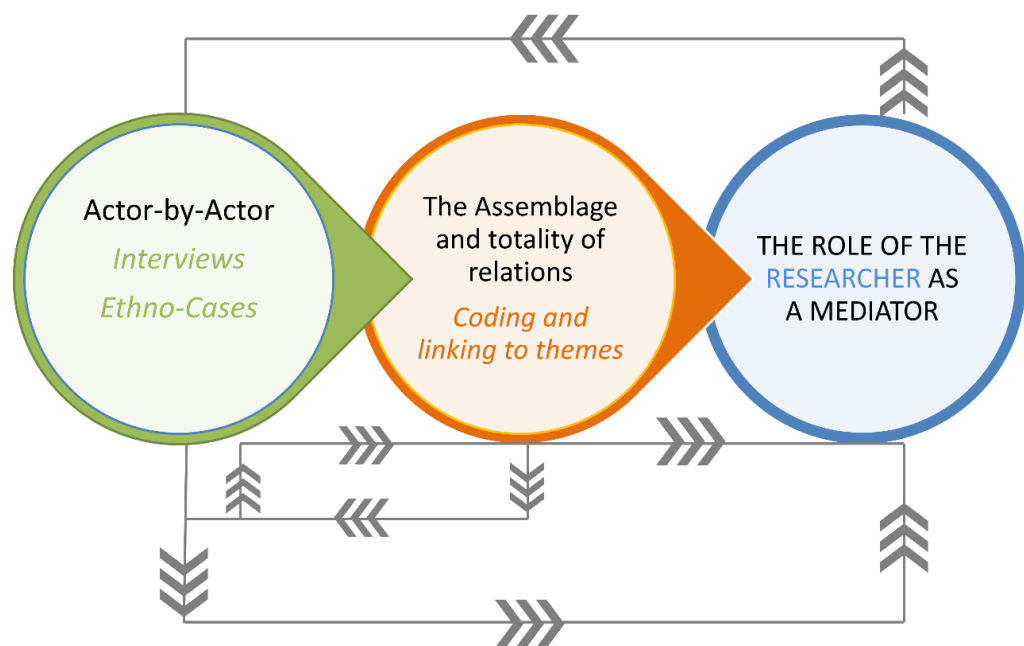 Actor-by-Actor
Interviews
Ethno-Cases
The Assemblage
and totality of
relations
Coding and
linking to themes
THE ROLE OF THE
RESEARCHER AS
A MEDIATOR